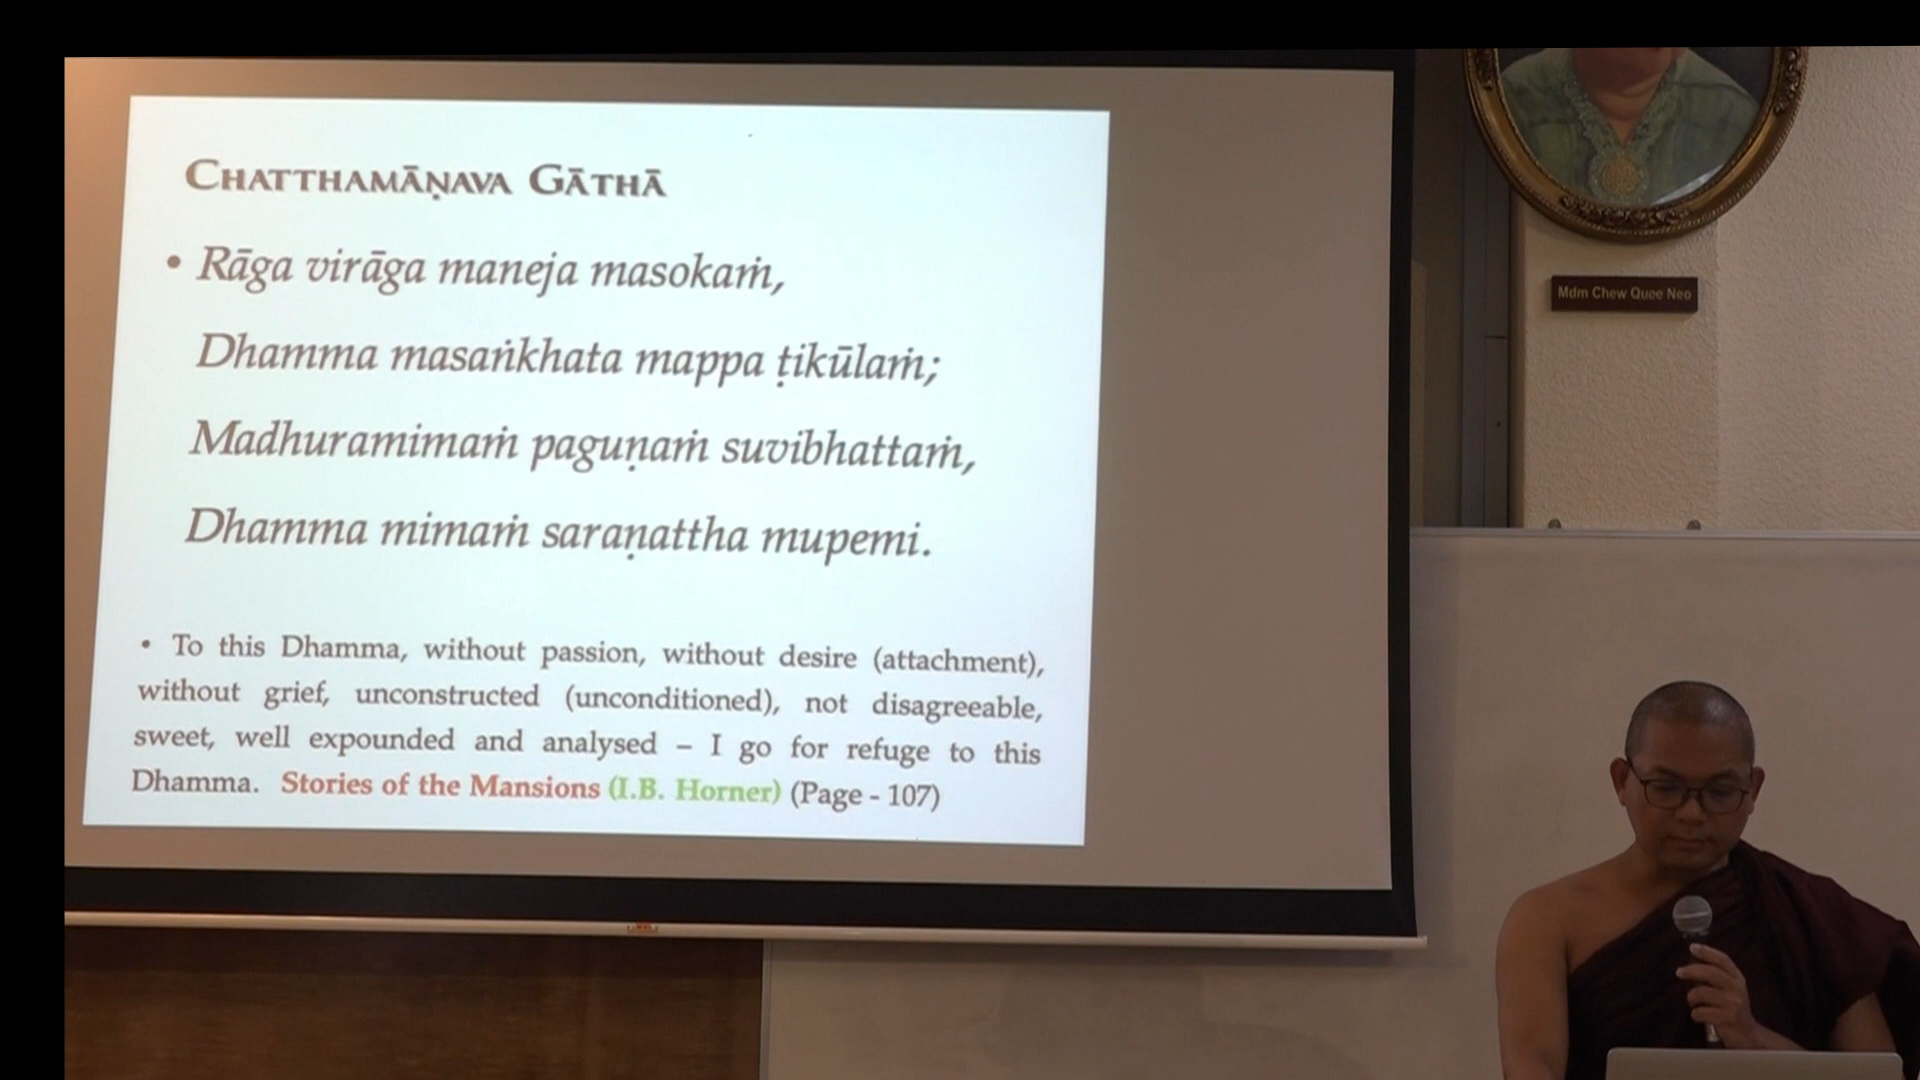 CHATTHAMĀṆAVA GĀTHĀ
• Rāga virāga maneja masokaṁ,
Dhamma masaṅkhata mappa ṭikūlaṁ;
Madhuramimaṁ paguṇaṁ suvibhattaṁ,
Dhamma mimaṁ saraṇattha mupemi.
• To this Dhamma, without passion, without desire (attachment),
without grief, unconstructed (unconditioned), not disagreeable,
sweet, well expounded and analysed – I go for refuge to this
Dhamma. Stories of the Mansions (I.B. Horner) (Page - 107)
Mdm Chew Quee Neo